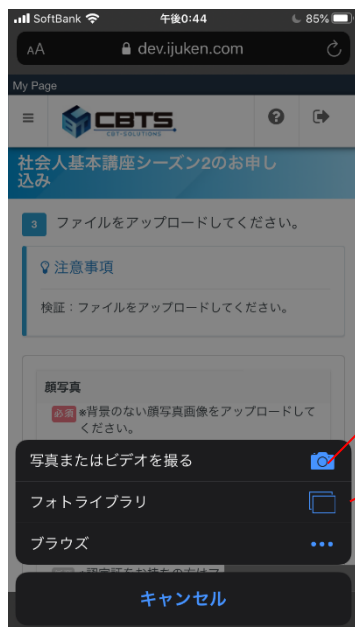 SoftBank 午後0:44 85%
AA dev.ijuken.com
My Page
CBTS
CBT-SOLUTIONS
社会人基本講座シーズン2のお申し
込み
3 ファイルをアップロードしてください。
注意事項
検証：ファイルをアップロードしてください。
顔写真
必須 ※背景のない顔写真画像をアップロードして
ください。
写真またはビデオを撮る
フォトライブラリ
ブラウズ
キャンセル